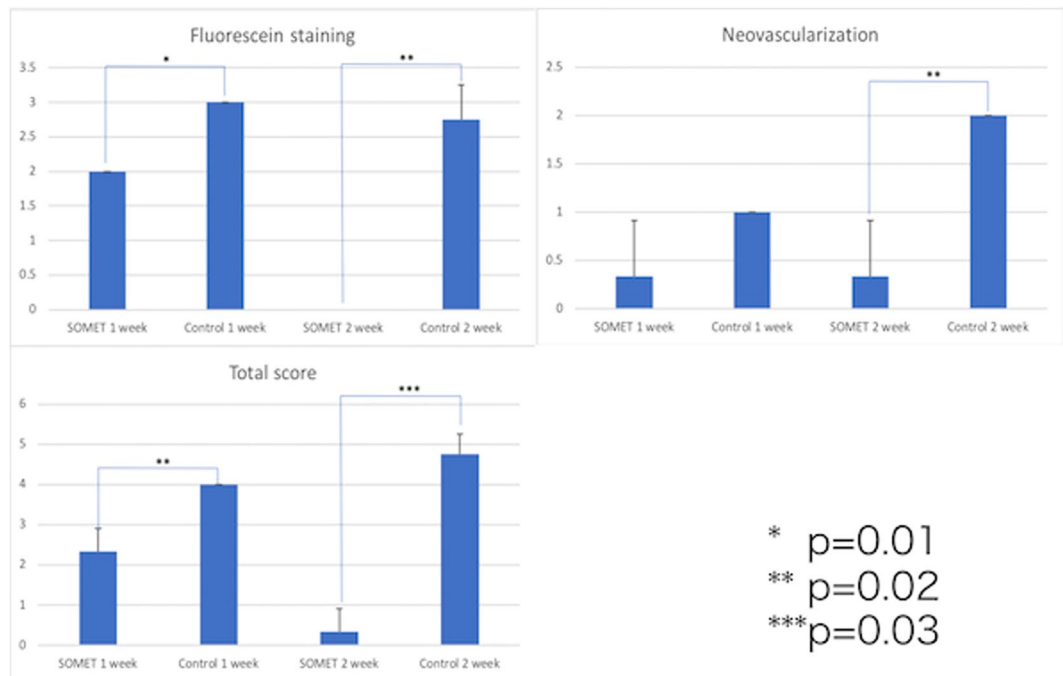 Fluorescein staining
*
**
3.5
3
2.5
2
1.5
1
0.5
0
SOMET 1 week Control 1 week SOMET 2 week Control 2 week
Neovascularization
**
2.5
2
1.5
1
0.5
0
SOMET 1 week Control 1 week SOMET 2 week Control 2 week
Total score
***
**
6
5
4
3
2
1
0
SOMET 1 week Control 1 week SOMET 2 week Control 2 week
* p=0.01
** p=0.02
***p=0.03